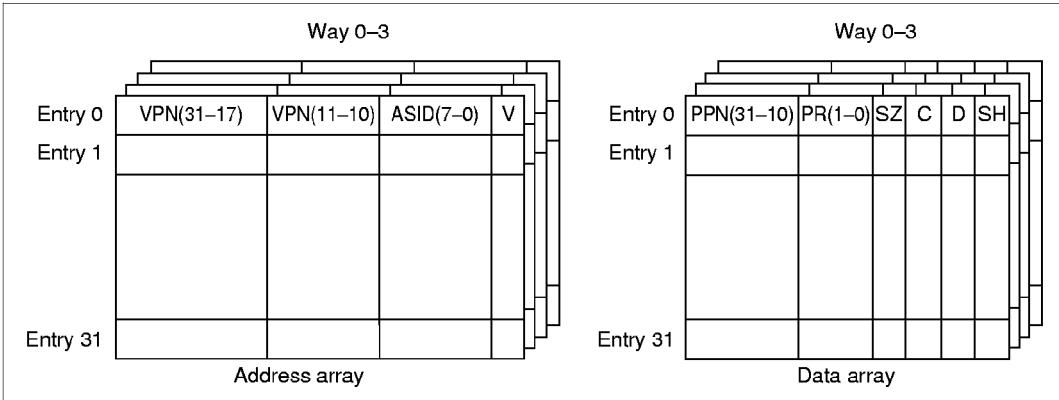 Way 0–3
Entry 0 VPN(31–17) VPN(11–10) ASID(7–0) V
Entry 1
Entry 31
Address array
Way 0–3
Entry 0 PPN(31–10) PR(1–0) SZ C D SH
Entry 1
Entry 31
Data array